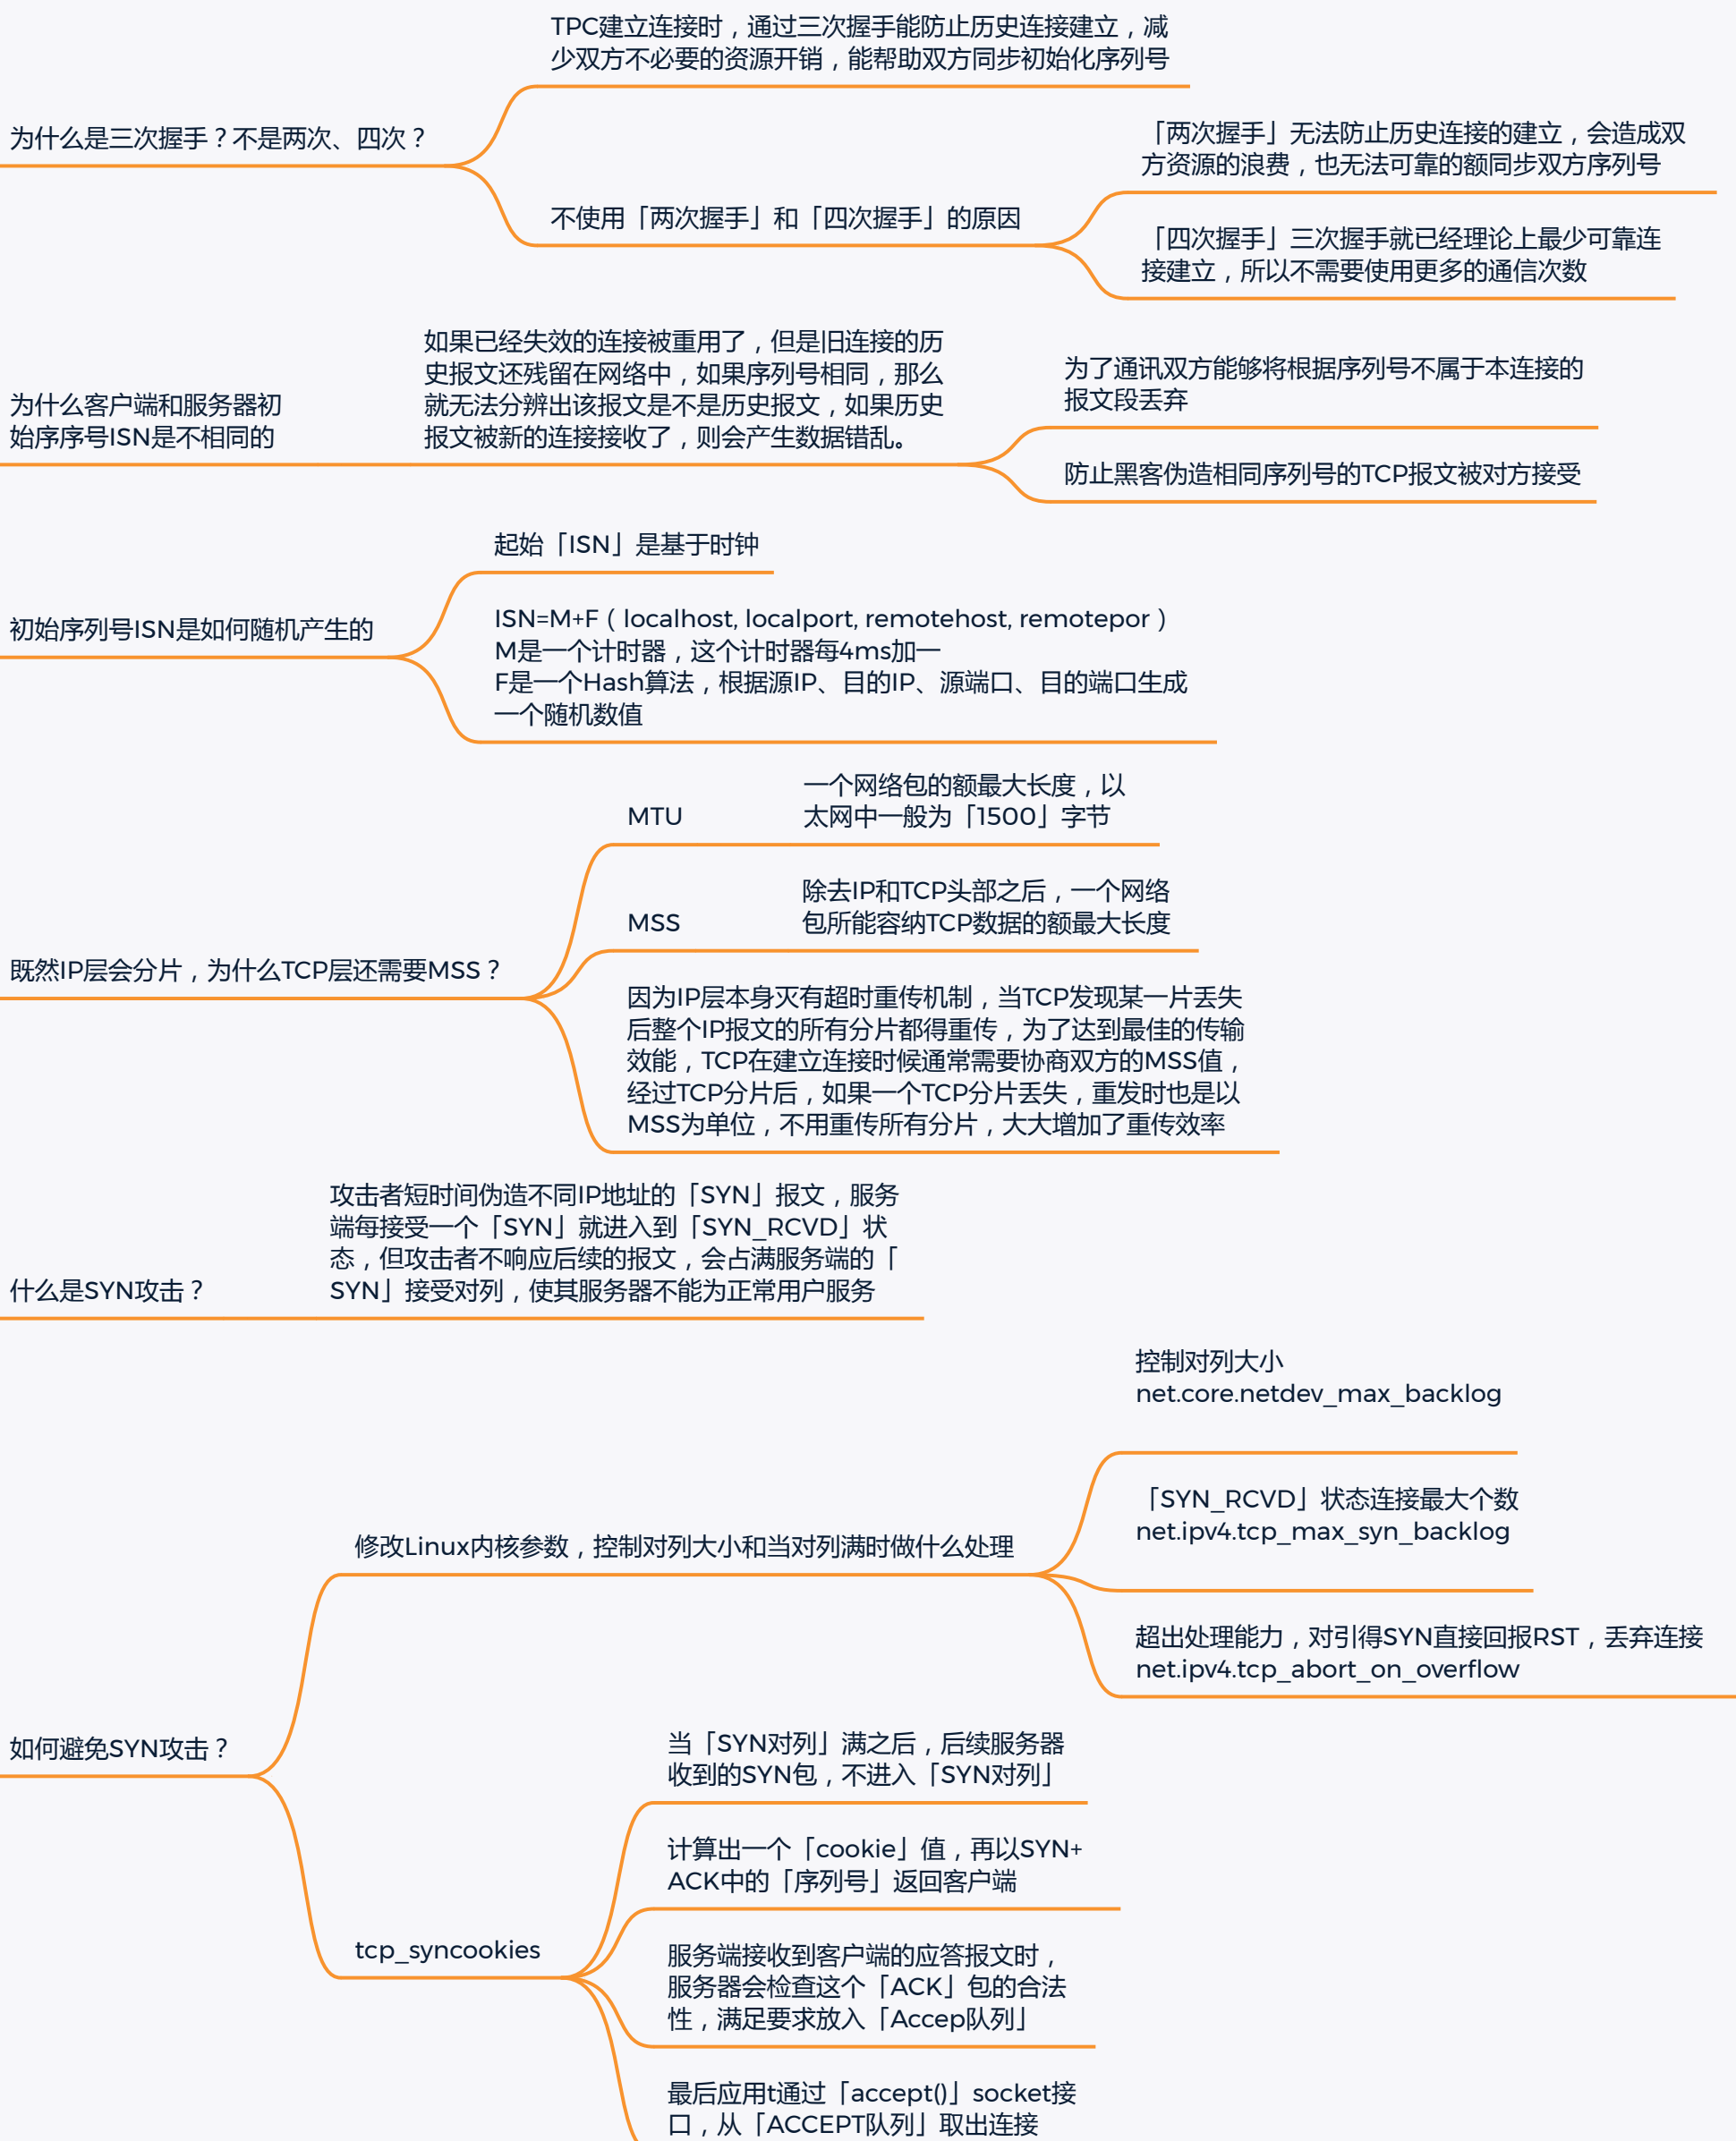 TPC建立连接时，通过三次握手能防止历史连接建立，减
少双方不必要的资源开销，能帮助双方同步初始化序列号
为什么是三次握手？不是两次、四次？
「两次握手」无法防止历史连接的建立，会造成双
方资源的浪费，也无法可靠的额同步双方序列号
不使用「两次握手」和「四次握手」的原因
「四次握手」三次握手就已经理论上最少可靠连
接建立，所以不需要使用更多的通信次数
为什么客户端和服务器初
始序序号ISN是不相同的
如果已经失效的连接被重用了，但是旧连接的历
史报文还残留在网络中，如果序列号相同，那么
就无法分辨出该报文是不是历史报文，如果历史
报文被新的连接接收了，则会产生数据错乱。
为了通讯双方能够将根据序列号不属于本连接的
报文段丢弃
防止黑客伪造相同序列号的TCP报文被对方接受
初始序列号ISN是如何随机产生的
起始「ISN」是基于时钟
ISN=M+F（localhost, localport, remotehost, remotepor）
M是一个计时器，这个计时器每4ms加一
F是一个Hash算法，根据源IP、目的IP、源端口、目的端口生成
一个随机数值
既然IP层会分片，为什么TCP层还需要MSS？
MTU
一个网络包的额最大长度，以
太网中一般为「1500」字节
MSS
除去IP和TCP头部之后，一个网络
包所能容纳TCP数据的额最大长度
因为IP层本身灭有超时重传机制，当TCP发现某一片丢失
后整个IP报文的所有分片都得重传，为了达到最佳的传输
效能，TCP在建立连接时候通常需要协商双方的MSS值，
经过TCP分片后，如果一个TCP分片丢失，重发时也是以
MSS为单位，不用重传所有分片，大大增加了重传效率
什么是SYN攻击？
攻击者短时间伪造不同IP地址的「SYN」报文，服务
端每接受一个「SYN」就进入到「SYN_RCVD」状
态，但攻击者不响应后续的报文，会占满服务端的「
SYN」接受对列，使其服务器不能为正常用户服务
如何避免SYN攻击？
修改Linux内核参数，控制对列大小和当对列满时做什么处理
控制对列大小
net.core.netdev_max_backlog
「SYN_RCVD」状态连接最大个数
net.ipv4.tcp_max_syn_backlog
超出处理能力，对引得SYN直接回报RST，丢弃连接
net.ipv4.tcp_abort_on_overflow
tcp_syncookies
当「SYN对列」满之后，后续服务器
收到的SYN包，不进入「SYN对列」
计算出一个「cookie」值，再以SYN+
ACK中的「序列号」返回客户端
服务端接收到客户端的应答报文时，
服务器会检查这个「ACK」包的合法
性，满足要求放入「Accep队列」
最后应用t通过「accept()」socket接
口，从「ACCEPT队列」取出连接